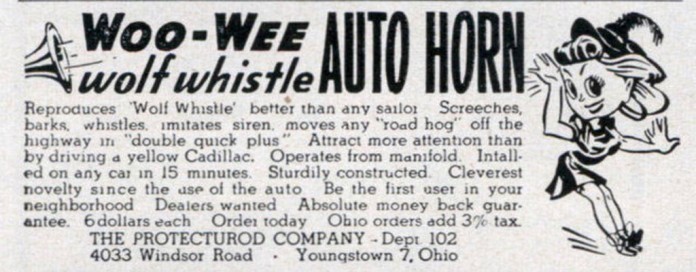 WOO-WEE
wolf whistle AUTO HORN
Reproduces 'Wolf Whistle' better than any sailor Screeches,
barks, whistles, imitates siren, moves any "road hog" off the
highway in "double quick plus" Attract more attention than
by driving a yellow Cadillac. Operates from manifold. Intall-
ed on any car in 15 minutes. Sturdily constructed. Cleverest
novelty since the use of the auto Be the first user in your
neighborhood Dealers wanted Absolute money back guar-
antee. 6 dollars each Order today Ohio orders add 3% tax.
THE PROTECTUROD COMPANY - Dept. 102
4033 Windsor Road · Youngstown 7, Ohio